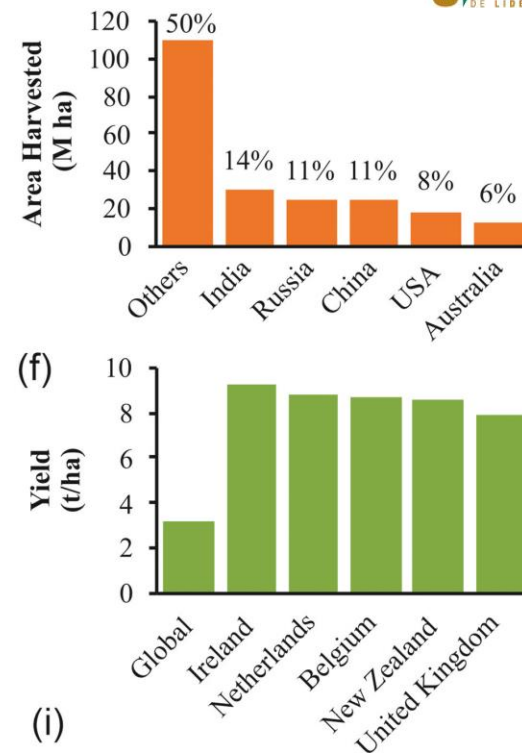 DE LIBE
Area Harvested
(M ha)
120
100
80
60
40
20
0
50%
14%
11%
11%
8%
6%
Others
India
Russia
China
USA
Australia
(f)
Yield
(t/ha)
10
8
6
4
2
0
Global
Ireland
Netherlands
Belgium
New Zealand
United Kingdom
(i)